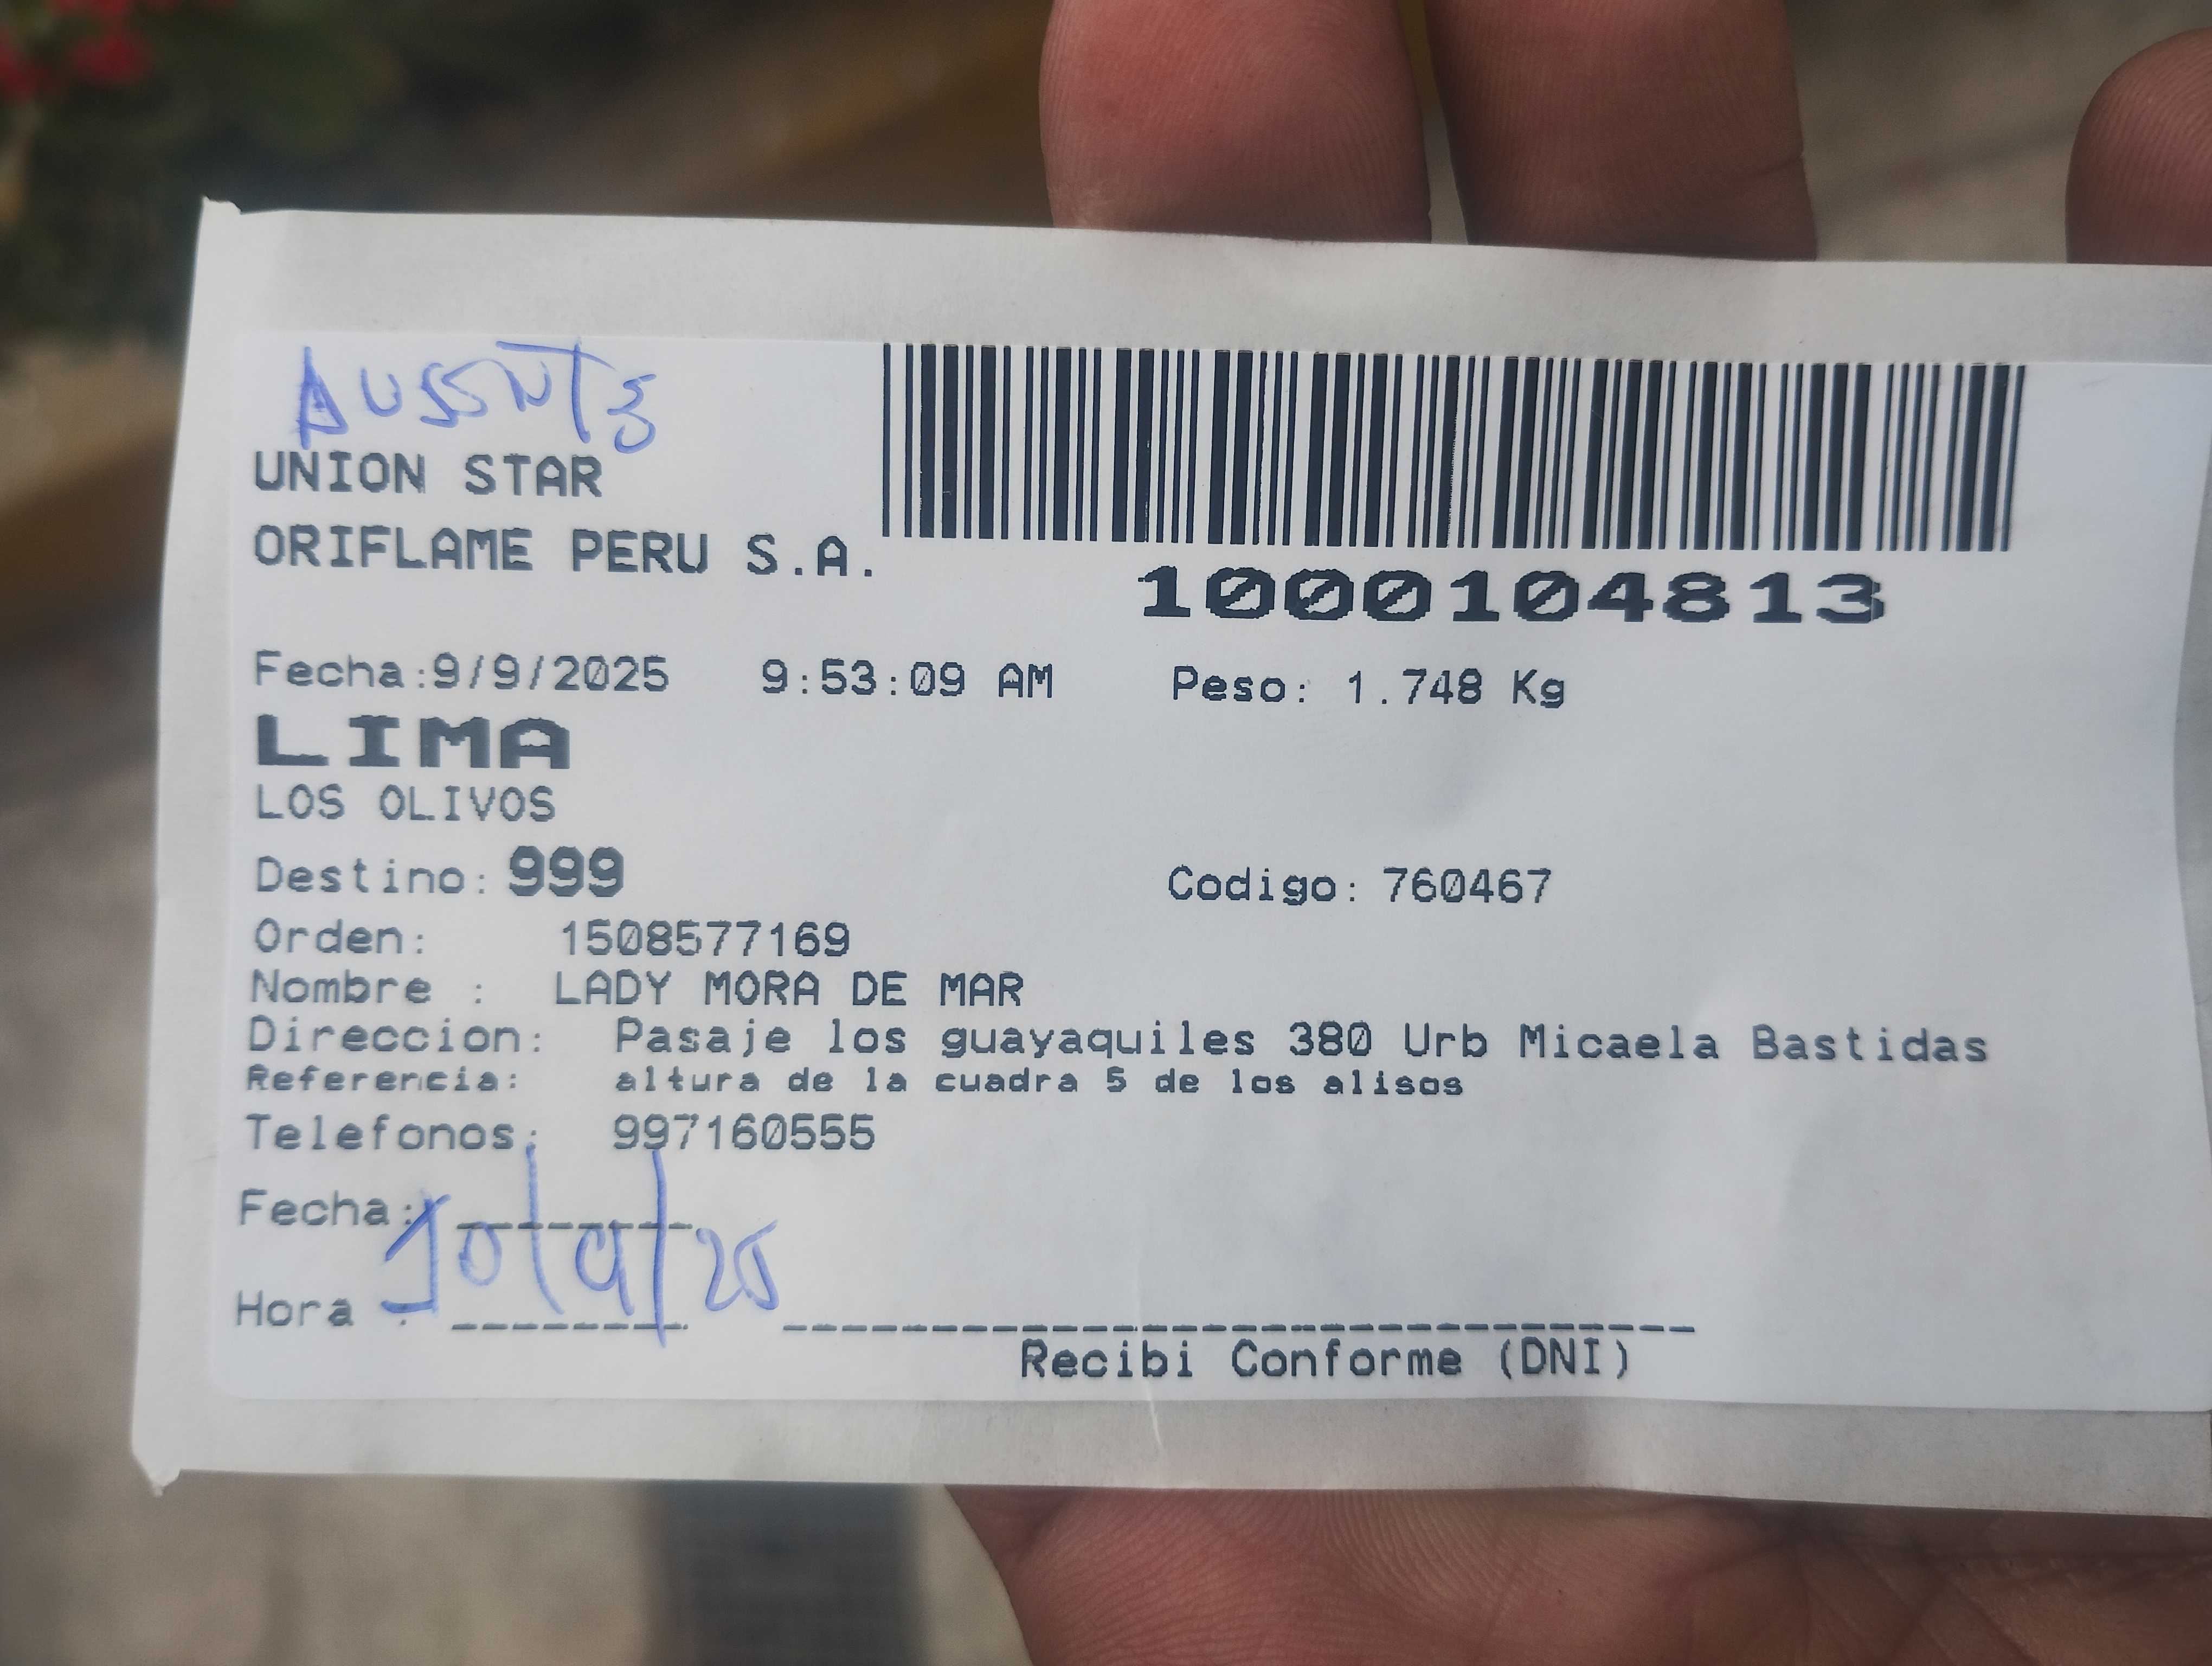 AUSENTE
UNION STAR
ORIFLAME PERU S.A.
1000104813
Fecha:9/9/2025 9:53:09 AM Peso: 1.748 Kg
LIMA
LOS OLIVOS
Destino: 999 Codigo: 760467
Orden: 1508577169
Nombre : LADY MORA DE MAR
Direccion: Pasaje los guayaquiles 380 Urb Micaela Bastidas
Referencia: altura de la cuadra 5 de los alisos
Telefonos: 997160555
Fecha: 10/9/25
Hora :
Recibi Conforme (DNI)